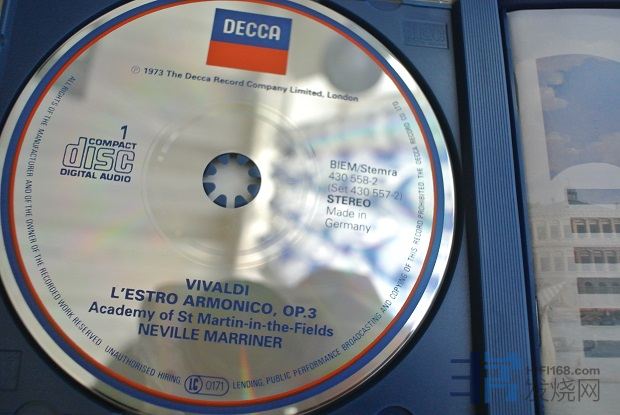 DECCA
℗ 1973 The Decca Record Company Limited, London
1
COMPACT
disc
DIGITAL AUDIO
BIEM/Stemra
430 558-2
(Set 430 557-2)
STEREO
Made in
Germany
VIVALDI
L'ESTRO ARMONICO, OP.3
Academy of St Martin-in-the-Fields
NEVILLE MARRINER
ALL RIGHTS OF THE MANUFACTURER AND OF THE OWNER OF THE RECORDED WORK RESERVED. UNAUTHORISED HIRING, LENDING, PUBLIC PERFORMANCE BROADCASTING AND COPYING OF THIS RECORD PROHIBITED. THE DECCA RECORD CO. LTD.
LC 0171
HIFI168.com
发烧网